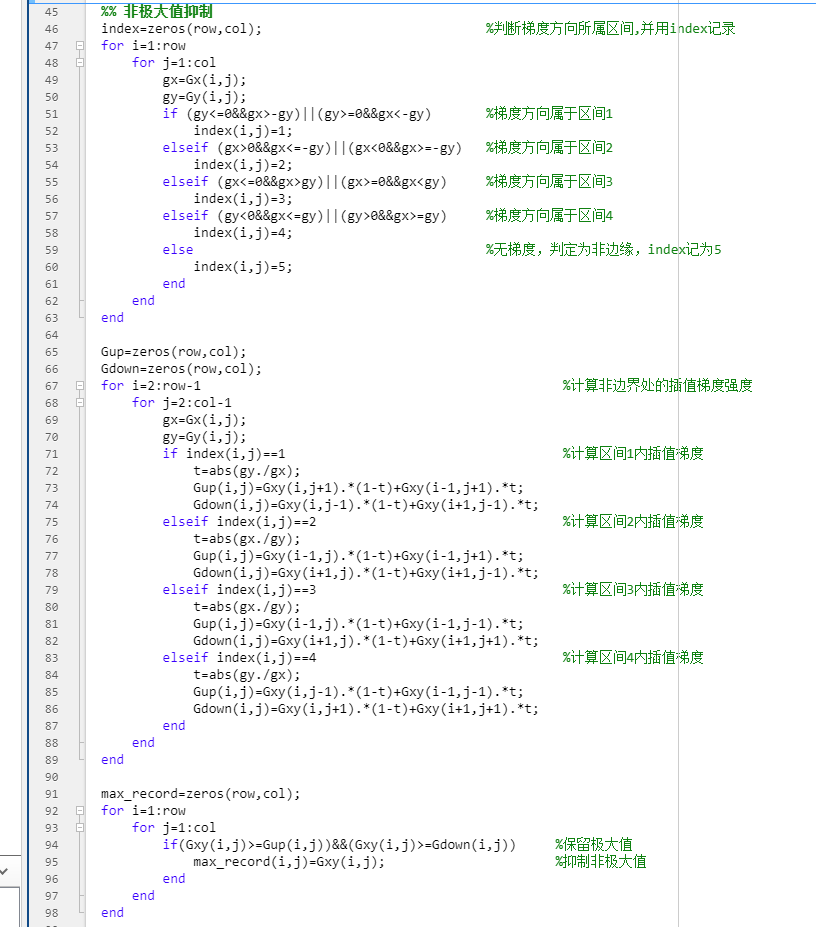 45 %% 非极大值抑制
46 index=zeros(row,col); %判断梯度方向所属区间,并用index记录
47 for i=1:row
48 for j=1:col
49 gx=Gx(i,j);
50 gy=Gy(i,j);
51 if (gy<=0&&gx>-gy)||(gy>=0&&gx<-gy) %梯度方向属于区间1
52 index(i,j)=1;
53 elseif (gx>0&&gx<=-gy)||(gx<0&&gx>=-gy) %梯度方向属于区间2
54 index(i,j)=2;
55 elseif (gx<=0&&gx>gy)||(gx>=0&&gx<gy) %梯度方向属于区间3
56 index(i,j)=3;
57 elseif (gy<0&&gx<=gy)||(gy>0&&gx>=gy) %梯度方向属于区间4
58 index(i,j)=4;
59 else %无梯度，判定为非边缘，index记为5
60 index(i,j)=5;
61 end
62 end
63 end
64
65 Gup=zeros(row,col);
66 Gdown=zeros(row,col);
67 for i=2:row-1 %计算非边界处的插值梯度强度
68 for j=2:col-1
69 gx=Gx(i,j);
70 gy=Gy(i,j);
71 if index(i,j)==1 %计算区间1内插值梯度
72 t=abs(gy./gx);
73 Gup(i,j)=Gxy(i,j+1).*(1-t)+Gxy(i-1,j+1).*t;
74 Gdown(i,j)=Gxy(i,j-1).*(1-t)+Gxy(i+1,j-1).*t;
75 elseif index(i,j)==2 %计算区间2内插值梯度
76 t=abs(gx./gy);
77 Gup(i,j)=Gxy(i-1,j).*(1-t)+Gxy(i-1,j+1).*t;
78 Gdown(i,j)=Gxy(i+1,j).*(1-t)+Gxy(i+1,j-1).*t;
79 elseif index(i,j)==3 %计算区间3内插值梯度
80 t=abs(gx./gy);
81 Gup(i,j)=Gxy(i-1,j).*(1-t)+Gxy(i-1,j-1).*t;
82 Gdown(i,j)=Gxy(i+1,j).*(1-t)+Gxy(i+1,j+1).*t;
83 elseif index(i,j)==4 %计算区间4内插值梯度
84 t=abs(gy./gx);
85 Gup(i,j)=Gxy(i,j-1).*(1-t)+Gxy(i-1,j-1).*t;
86 Gdown(i,j)=Gxy(i,j+1).*(1-t)+Gxy(i+1,j+1).*t;
87 end
88 end
89 end
90
91 max_record=zeros(row,col);
92 for i=1:row
93 for j=1:col
94 if(Gxy(i,j)>=Gup(i,j))&&(Gxy(i,j)>=Gdown(i,j)) %保留极大值
95 max_record(i,j)=Gxy(i,j); %抑制非极大值
96 end
97 end
98 end